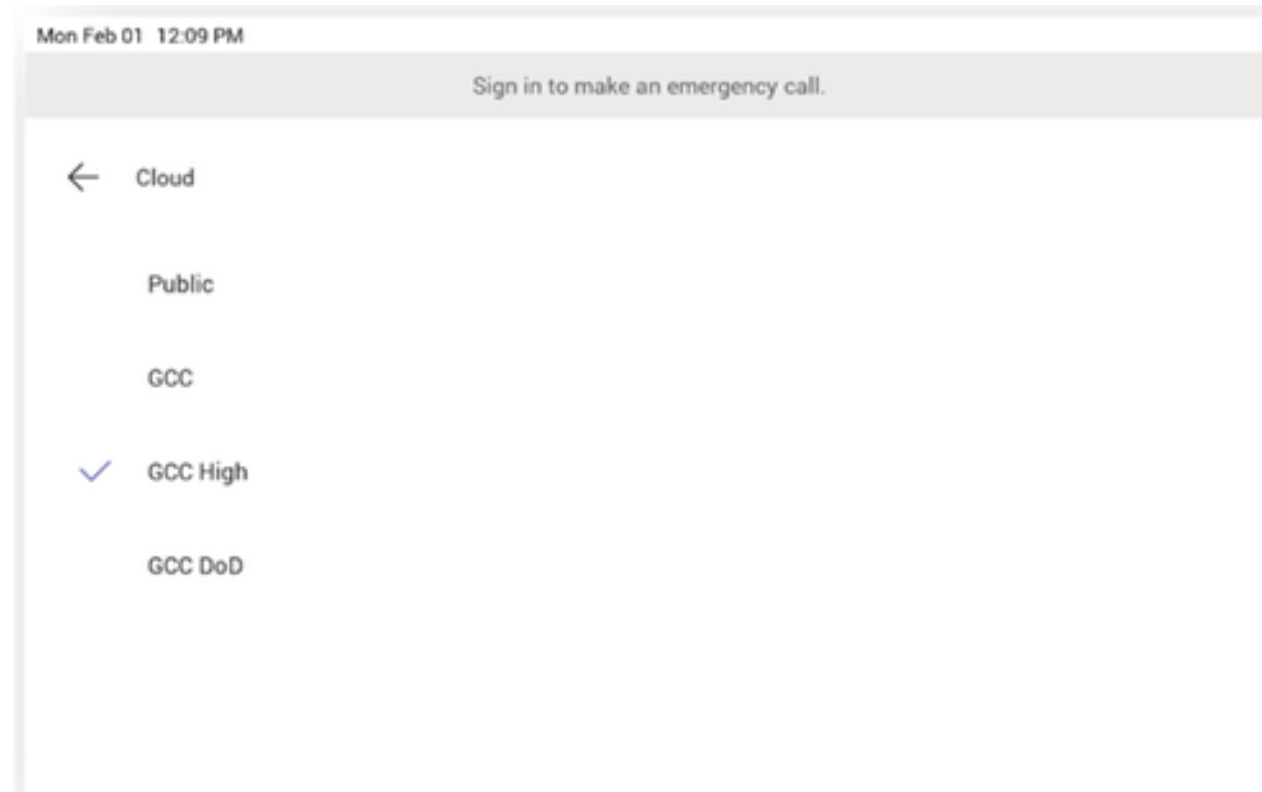 Mon Feb 01 12:09 PM
Sign in to make an emergency call.
Cloud
Public
GCC
GCC High
GCC DoD